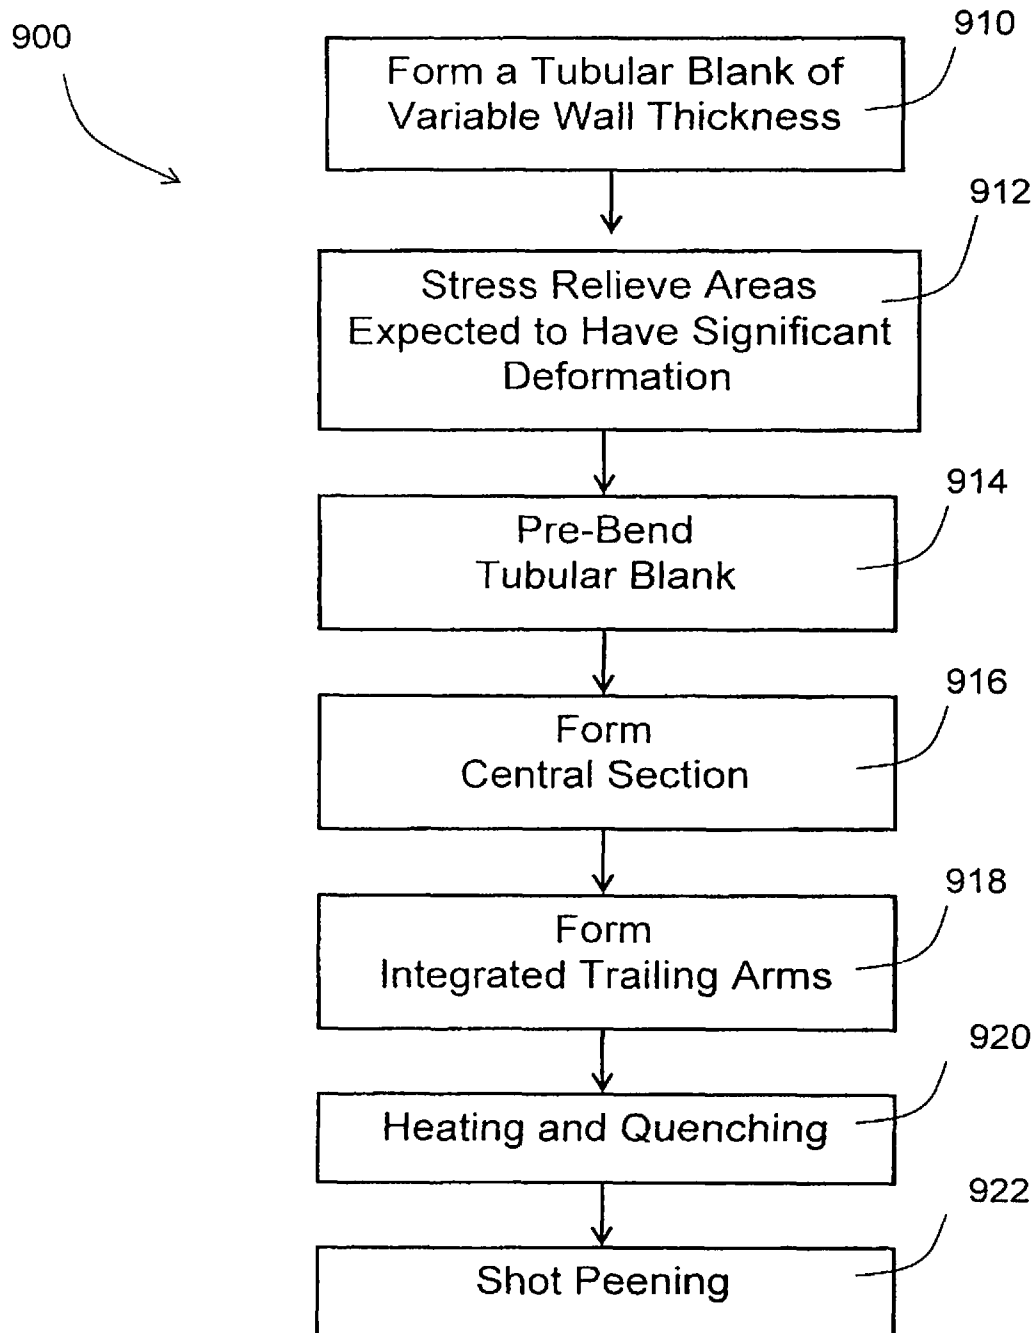 900
910
Form a Tubular Blank of
Variable Wall Thickness
912
Stress Relieve Areas
Expected to Have Significant
Deformation
914
Pre-Bend
Tubular Blank
916
Form
Central Section
918
Form
Integrated Trailing Arms
920
Heating and Quenching
922
Shot Peening